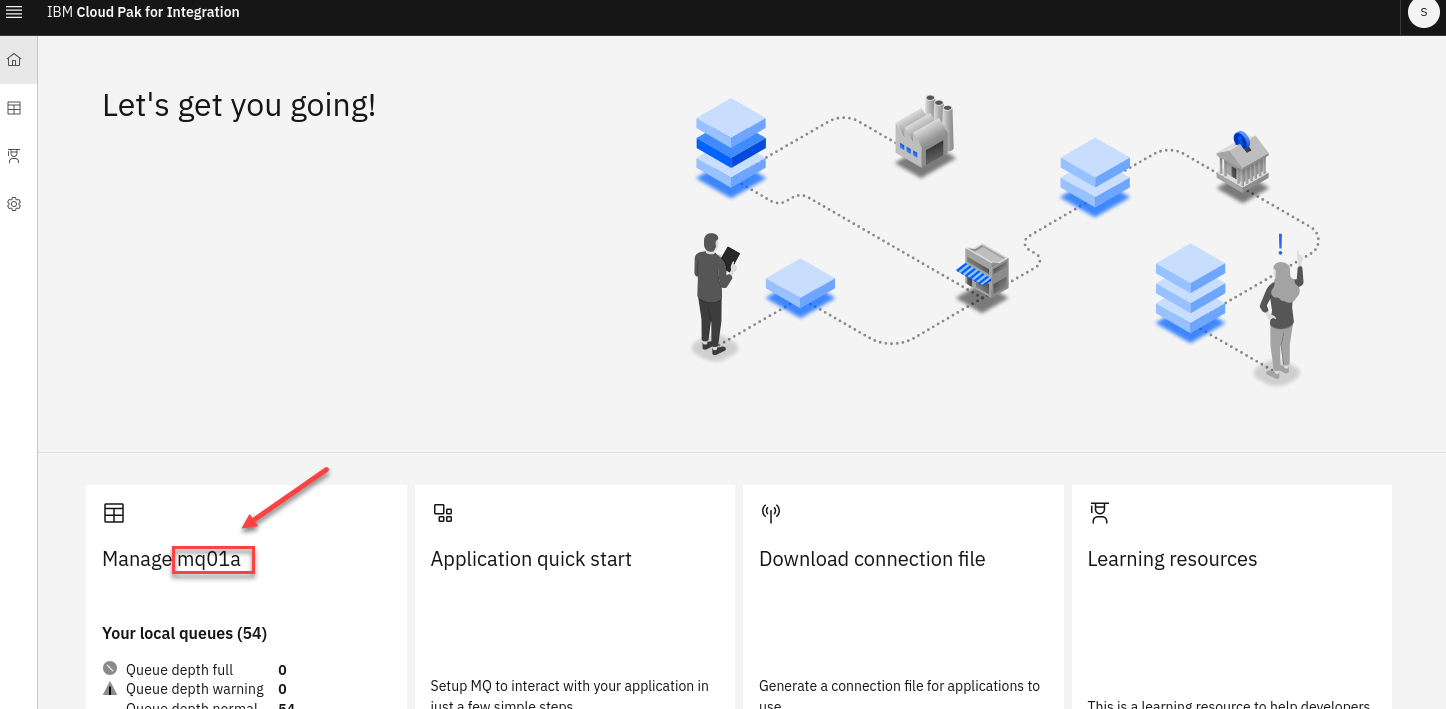 IBM Cloud Pak for Integration
S
Let's get you going!
!
Manage mq01a
Your local queues (54)
Queue depth full 0
Queue depth warning 0
Queue depth normal 54
Application quick start
Setup MQ to interact with your application in
just a few simple steps
Download connection file
Generate a connection file for applications to
use
Learning resources
This is a learning resource to help developers